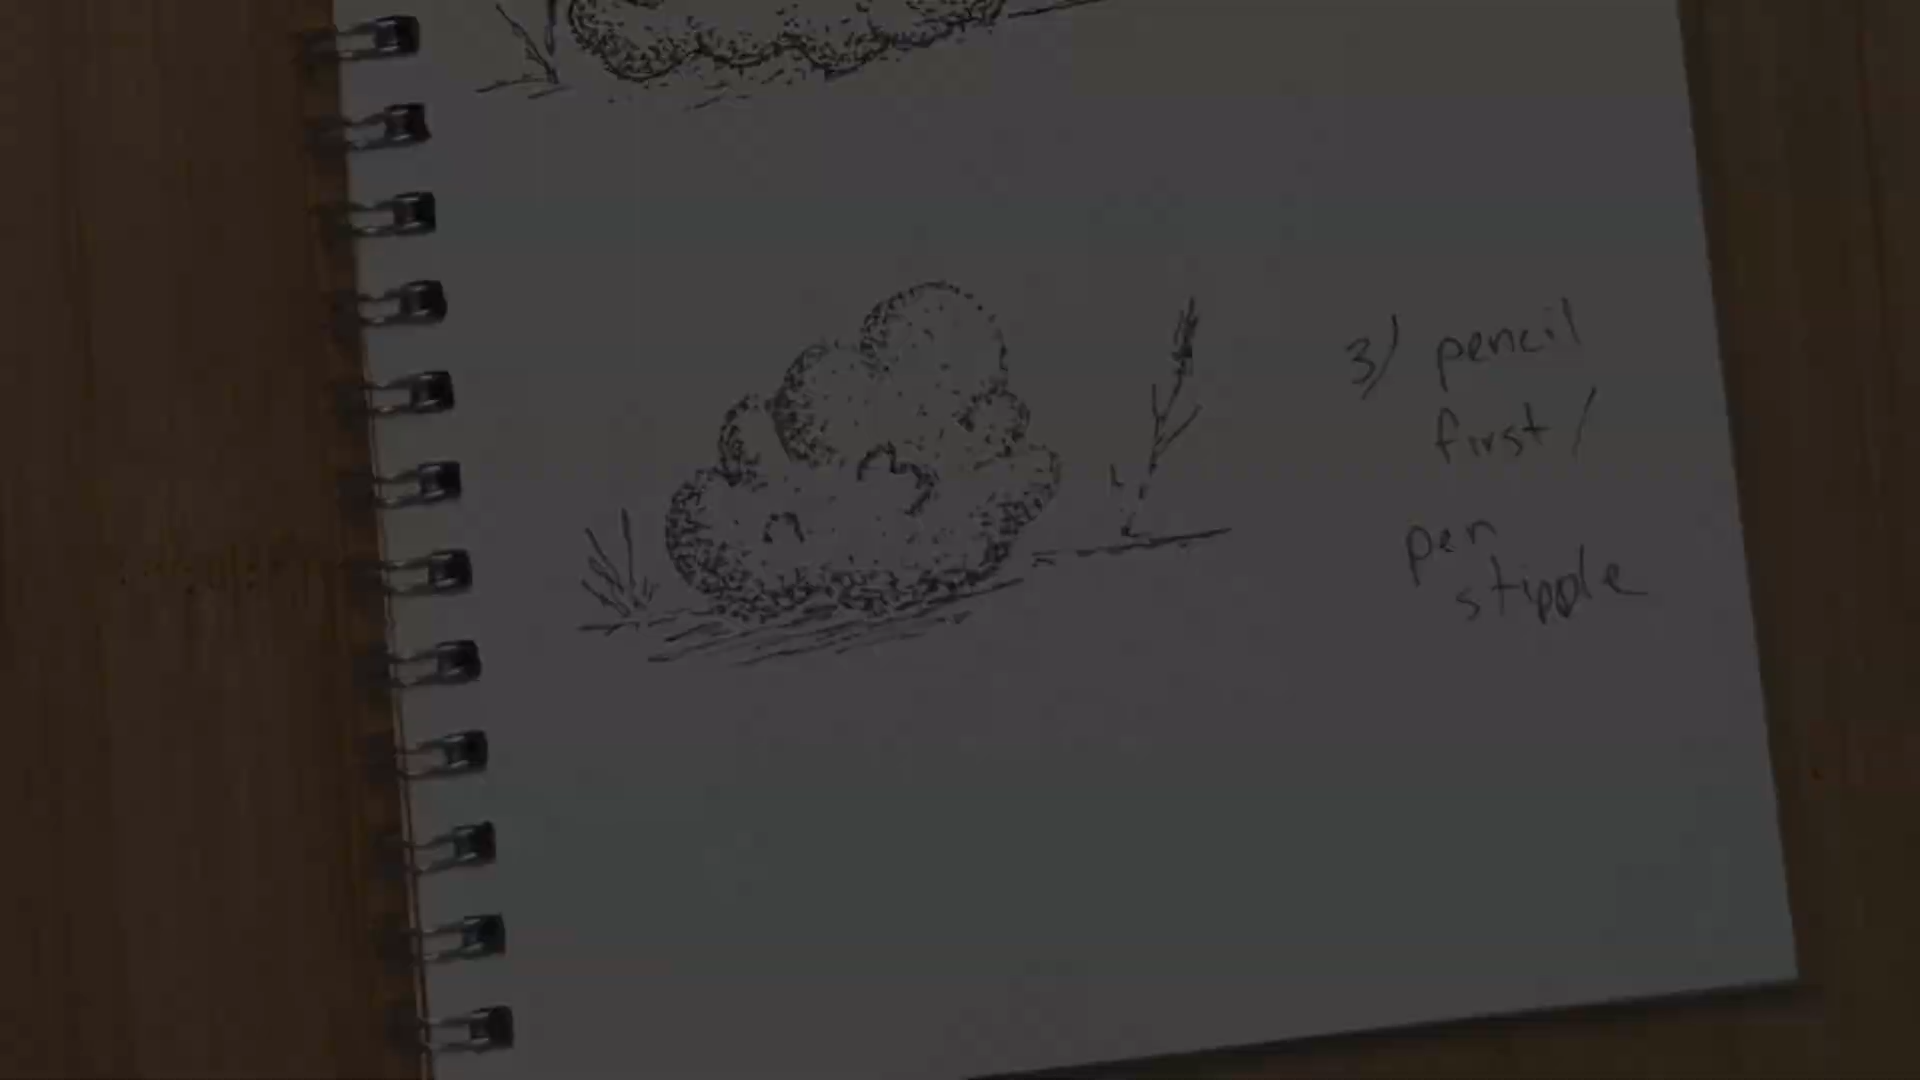 3) pencil
first /
pen
stipple